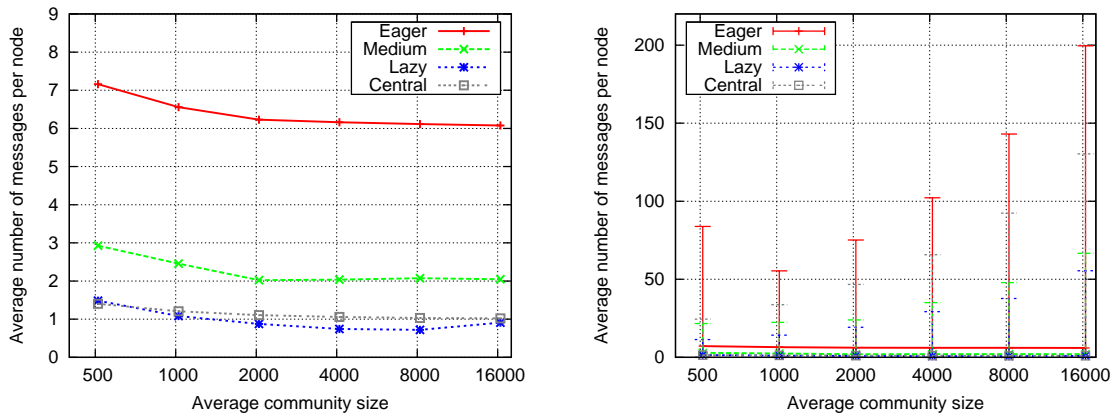 Average number of messages per node
9
8
7
6
5
4
3
2
1
0
Eager
Medium
Lazy
Central
500 1000 2000 4000 8000 16000
Average community size
Average number of messages per node
200
150
100
50
0
Eager
Medium
Lazy
Central
500 1000 2000 4000 8000 16000
Average community size